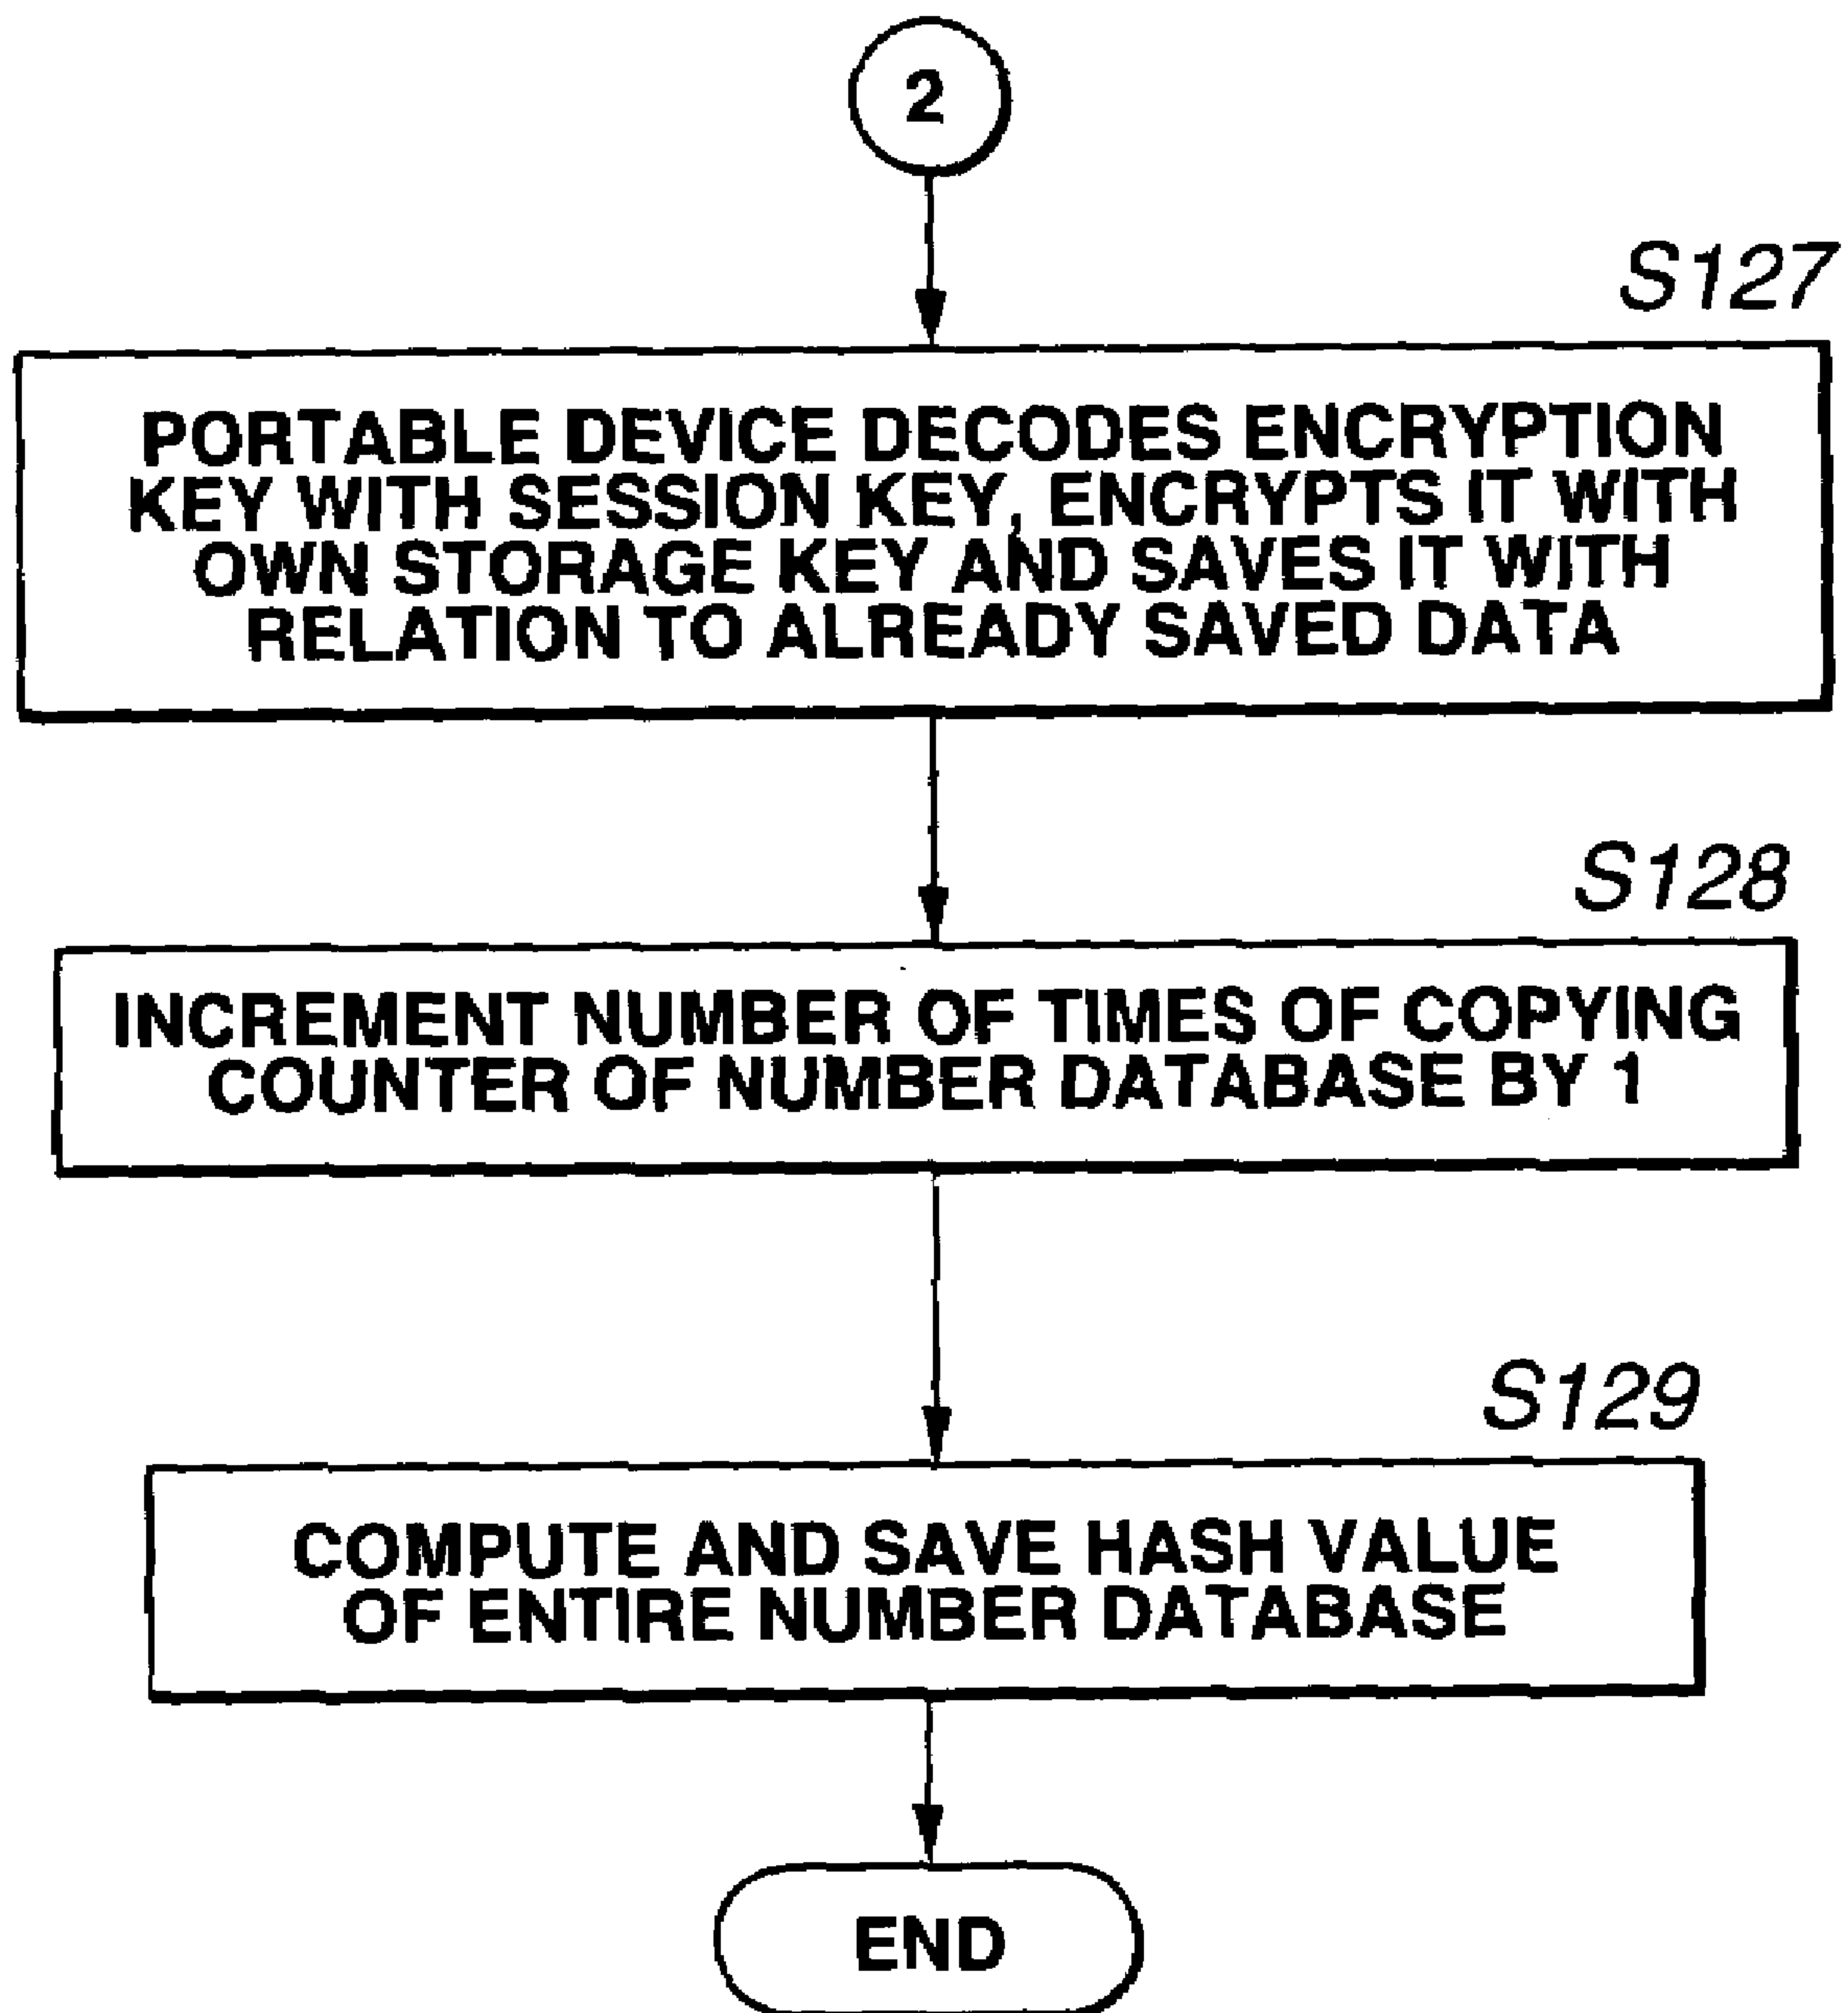 2
S127
PORTABLE DEVICE DECODES ENCRYPTION
KEY WITH SESSION KEY, ENCRYPTS IT WITH
OWN STORAGE KEY AND SAVES IT WITH
RELATION TO ALREADY SAVED DATA
S128
INCREMENT NUMBER OF TIMES OF COPYING
COUNTER OF NUMBER DATABASE BY 1
S129
COMPUTE AND SAVE HASH VALUE
OF ENTIRE NUMBER DATABASE
END